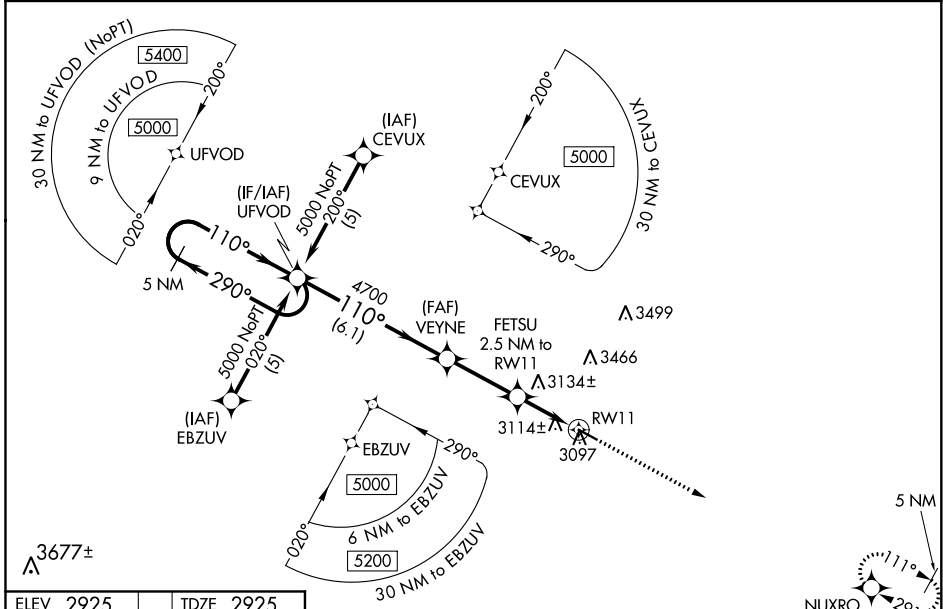 30 NM to UFVOD (NoPT)
5400
9 NM to UFVOD
5000
200°
UFVOD
020°
(IAF)
CEVUX
5000 NoPT
200°
(5)
(IF/IAF)
UFVOD
200°
5000
CEVUX
30 NM to CEVUX
290°
110°
290°
5 NM
4700
110°
(6.1)
(FAF)
VEYNE
FETSU
2.5 NM to
RW11
3499
3466
3134±
3114±
RW11
3097
5000 NoPT
020°
(5)
(IAF)
EBZUV
EBZUV
290°
5000
6 NM to EBZUV
020°
5200
30 NM to EBZUV
3677±
5 NM
111°
NUXRO
ELEV 2925
TDZE 2925